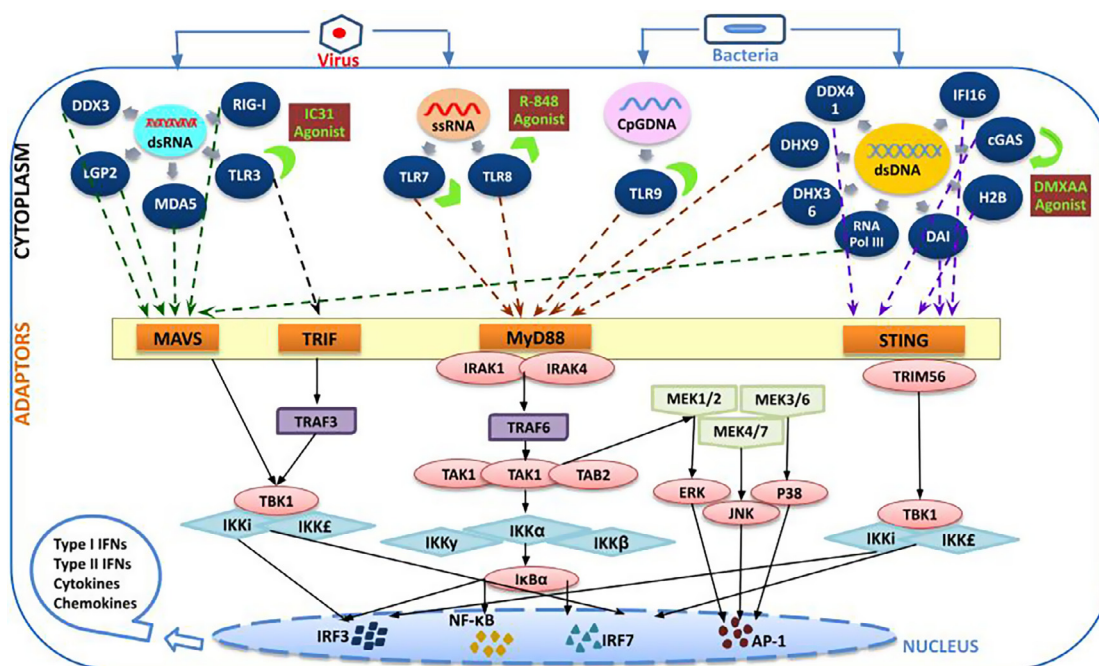 Virus
Bacteria
CYTOPLASM
DDX3
RIG-I
dsRNA
LGP2
MDA5
TLR3
IC31
Agonist
ssRNA
TLR7
TLR8
R-848
Agonist
CpGDNA
TLR9
DDX4
1
IFI16
DHX9
cGAS
dsDNA
DHX3
6
H2B
RNA
Pol III
DAI
DMXAA
Agonist
ADAPTORS
MAVS
TRIF
MyD88
STING
IRAK1
IRAK4
TRIM56
TRAF3
TRAF6
MEK1/2
MEK3/6
MEK4/7
TAK1
TAK1
TAB2
ERK
JNK
P38
TBK1
IKKi
IKK£
IKKy
IKKα
IKKβ
TBK1
IKKi
IKK£
IκBα
Type I IFNs
Type II IFNs
Cytokines
Chemokines
IRF3
NF-κB
IRF7
AP-1
NUCLEUS